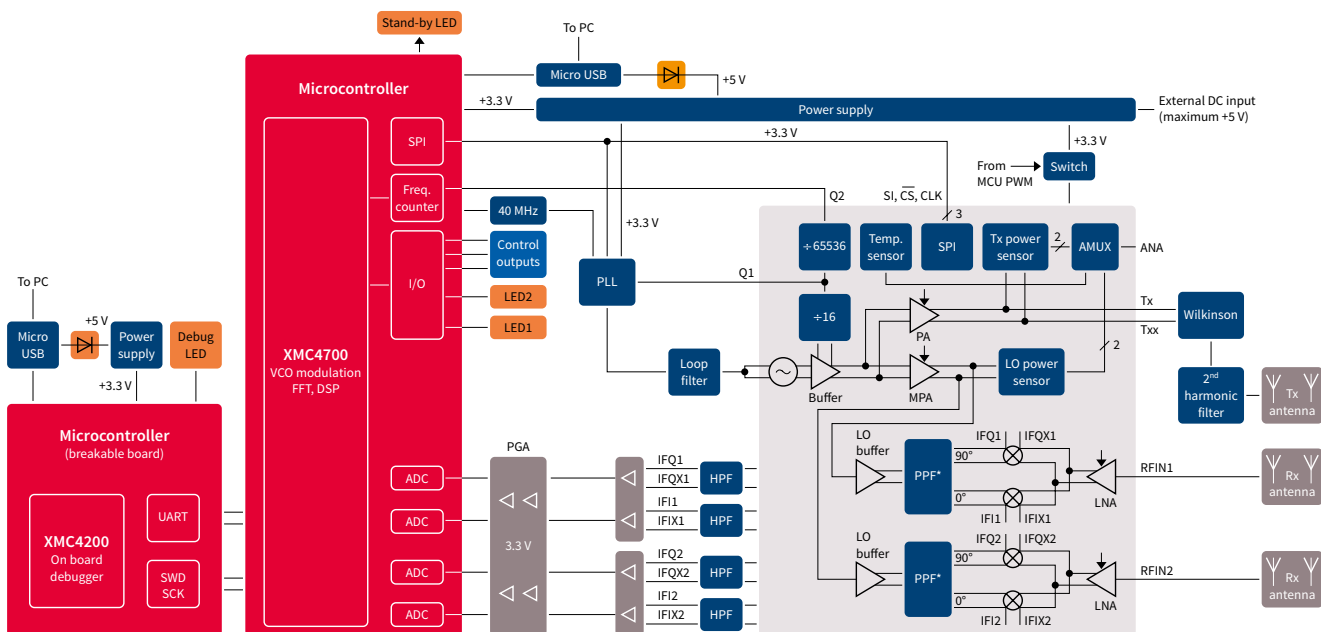 Stand-by LED
To PC
Microcontroller
Micro USB
+5 V
+3.3 V
Power supply
External DC input
(maximum +5 V)
SPI
+3.3 V
+3.3 V
From
MCU PWM
Switch
Freq.
counter
Q2
SI, C̅S̅, CLK
3
40 MHz
+3.3 V
÷65536
Temp.
sensor
SPI
Tx power
sensor
2
AMUX
ANA
Control
outputs
I/O
PLL
Q1
To PC
LED2
÷16
Tx
Wilkinson
+5 V
Micro
USB
Power
supply
Debug
LED
LED1
PA
Txx
XMC4700
VCO modulation
FFT, DSP
Loop
filter
2
LO power
sensor
+3.3 V
Buffer
MPA
2nd
harmonic
filter
Tx
antenna
Microcontroller
(breakable board)
PGA
LO
buffer
IFQ1
IFQX1
90°
ADC
IFQ1
IFQX1
HPF
PPF*
RFIN1
Rx
antenna
LNA
XMC4200
On board
debugger
UART
ADC
IFI1
IFIX1
HPF
0°
IFI1
IFIX1
3.3 V
LO
buffer
IFQ2
IFQX2
90°
ADC
IFQ2
IFQX2
HPF
PPF*
RFIN2
Rx
antenna
SWD
SCK
LNA
ADC
IFI2
IFIX2
HPF
0°
IFI2
IFIX2